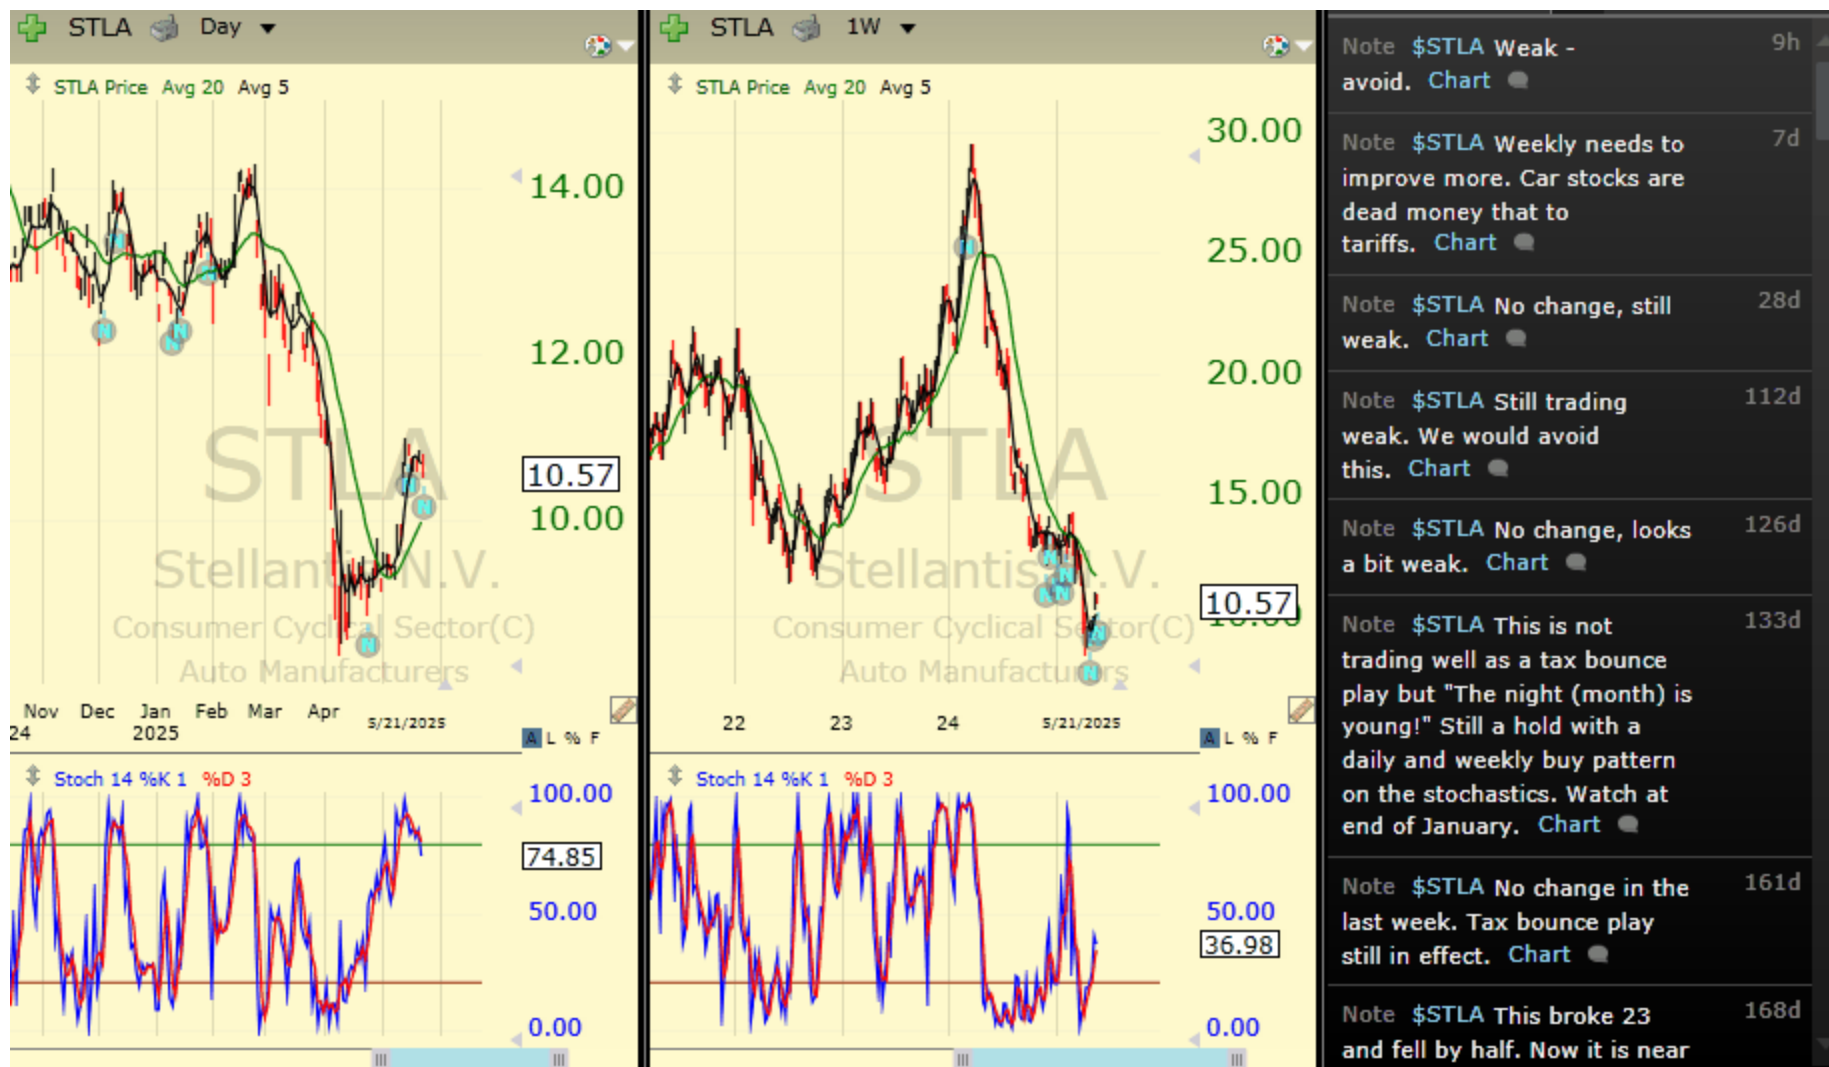 STLA Day
STLA Price Avg 20 Avg 5
14.00
12.00
10.57
10.00
STLA
Stellantis N.V.
Consumer Cyclical Sector(C)
Auto Manufacturers
Nov Dec Jan Feb Mar Apr 5/21/2025
24 2025
A L % F
Stoch 14 %K 1 %D 3
100.00
74.85
50.00
0.00
STLA 1W
STLA Price Avg 20 Avg 5
30.00
25.00
20.00
15.00
10.57
10.00
STLA
Stellantis N.V.
Consumer Cyclical Sector(C)
Auto Manufacturers
22 23 24 5/21/2025
A L % F
Stoch 14 %K 1 %D 3
100.00
50.00
36.98
0.00
Note $STLA Weak - 9h
avoid. Chart
Note $STLA Weekly needs to 7d
improve more. Car stocks are
dead money that to
tariffs. Chart
Note $STLA No change, still 28d
weak. Chart
Note $STLA Still trading 112d
weak. We would avoid
this. Chart
Note $STLA No change, looks 126d
a bit weak. Chart
Note $STLA This is not 133d
trading well as a tax bounce
play but "The night (month) is
young!" Still a hold with a
daily and weekly buy pattern
on the stochastics. Watch at
end of January. Chart
Note $STLA No change in the 161d
last week. Tax bounce play
still in effect. Chart
Note $STLA This broke 23 168d
and fell by half. Now it is near